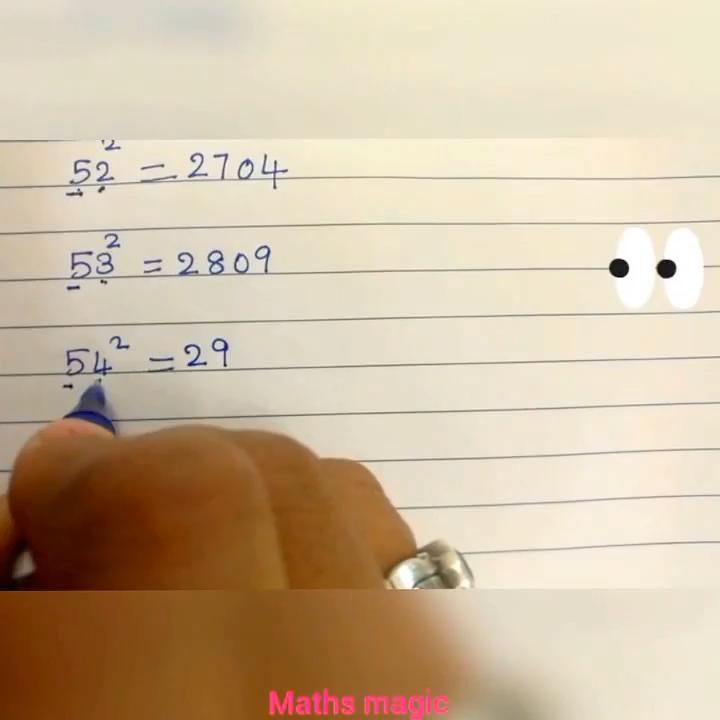 52² = 2704
53² = 2809
54² = 29
Maths magic